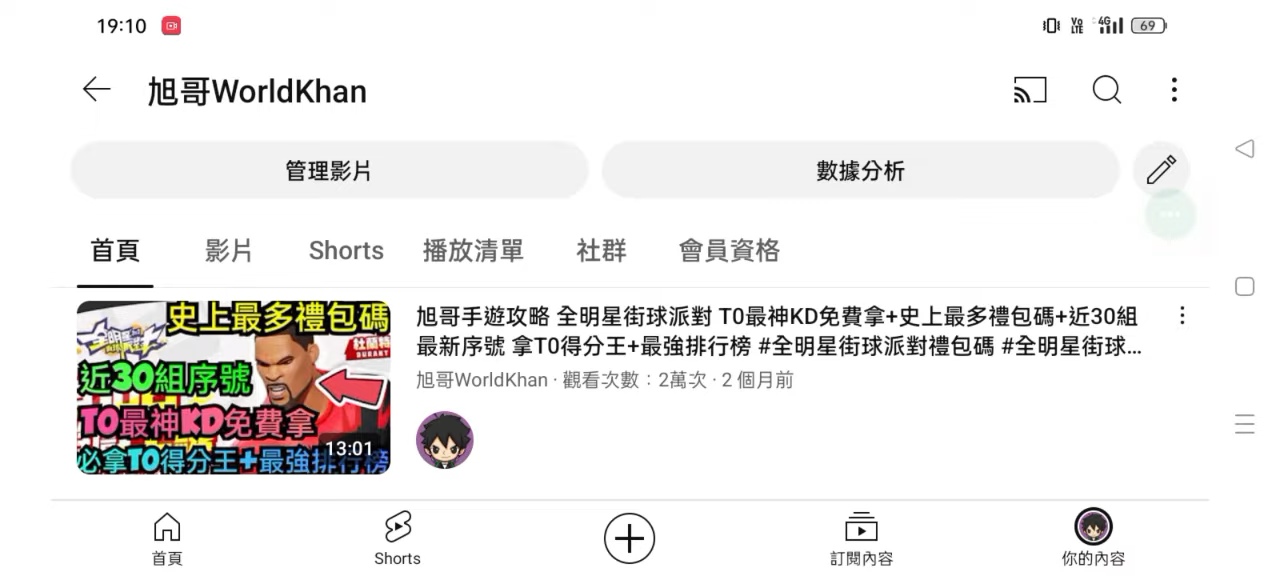 19:10
Vo LTE 4G 69
旭哥WorldKhan
管理影片 數據分析
首頁 影片 Shorts 播放清單 社群 會員資格
史上最多禮包碼
全明星
杜蘭特
DURANT
近30組序號
T0最神KD免費拿
13:01
必拿T0得分王+最強排行榜
旭哥手遊攻略 全明星街球派對 T0最神KD免費拿+史上最多禮包碼+近30組
最新序號 拿T0得分王+最強排行榜 #全明星街球派對禮包碼 #全明星街球...
旭哥WorldKhan · 觀看次數：2萬次 · 2 個月前
首頁 Shorts 訂閱內容 你的內容